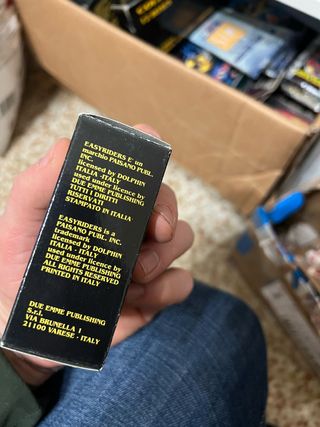 EASYRIDERS E' un
marchio PAISANO PUBL.
INC.
licensed by DOLPHIN
ITALIA - ITALY
used under licence by
DUE EMME PUBLISHING
TUTTI I DIRITTI
RISERVATI
STAMPATO IN ITALIA
EASYRIDERS is a
PAISANO PUBL. INC.
trademark
licensed by DOLPHIN
ITALIA - ITALY
used under licence by
DUE EMME PUBLISHING
ALL RIGHTS RESERVED
PRINTED IN ITALY
DUE EMME PUBLISHING
S.r.l.
VIA BRUNELLA 1
21100 VARESE - ITALY